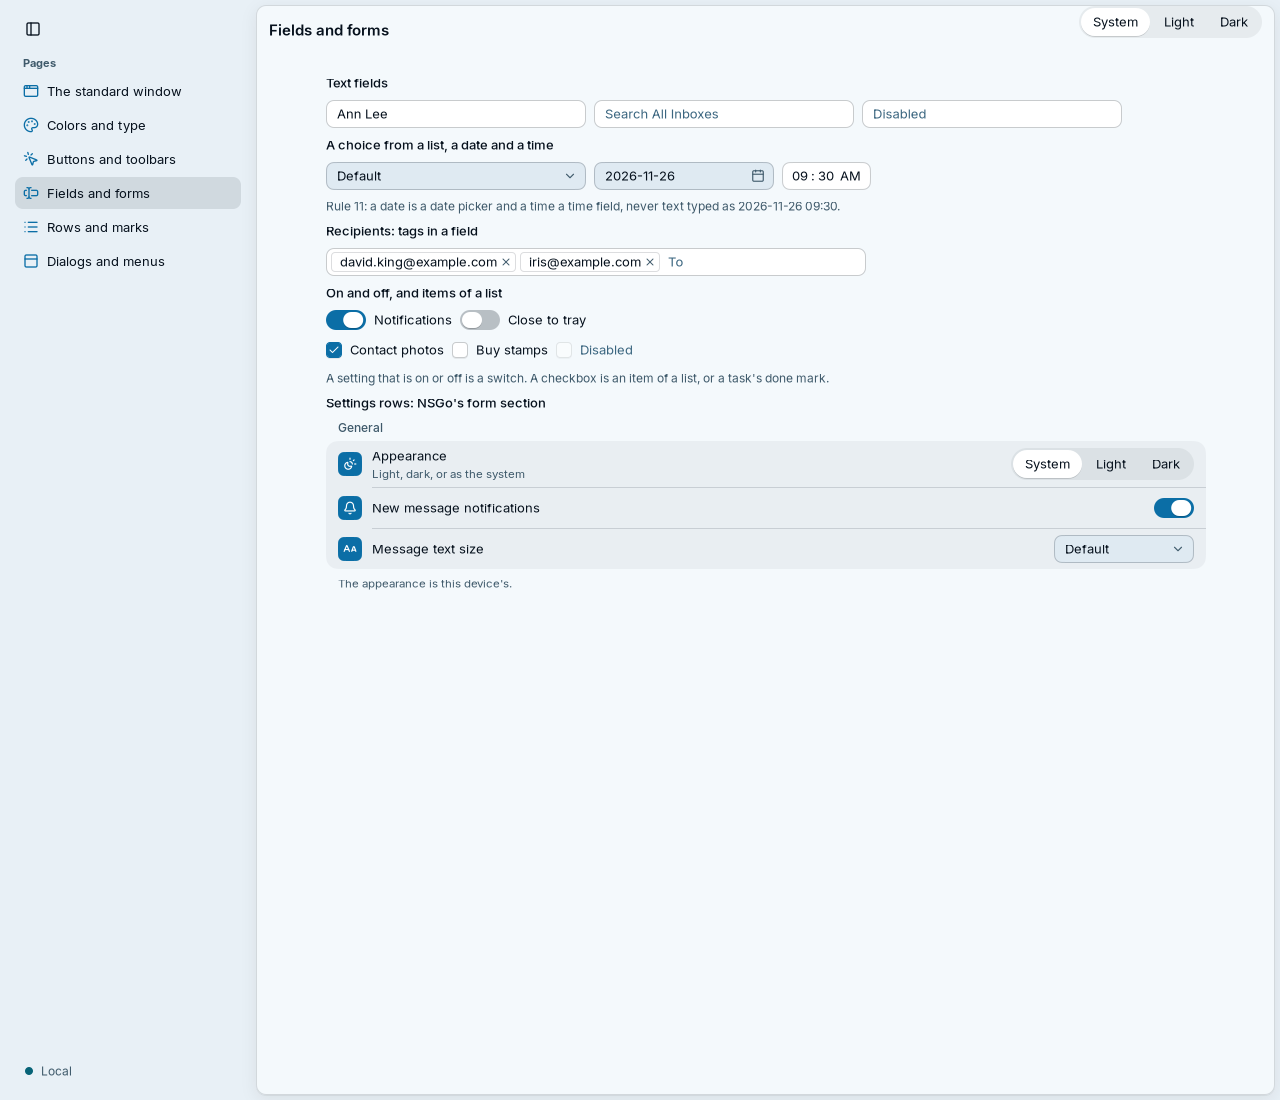 Pages
The standard window
Colors and type
Buttons and toolbars
Fields and forms
Rows and marks
Dialogs and menus
Local
Fields and forms
System Light Dark
Text fields
Ann Lee Search All Inboxes Disabled
A choice from a list, a date and a time
Default 2026-11-26 09 : 30 AM
Rule 11: a date is a date picker and a time a time field, never text typed as 2026-11-26 09:30.
Recipients: tags in a field
david.king@example.com iris@example.com To
On and off, and items of a list
Notifications Close to tray
Contact photos Buy stamps Disabled
A setting that is on or off is a switch. A checkbox is an item of a list, or a task's done mark.
Settings rows: NSGo's form section
General
Appearance
Light, dark, or as the system
System Light Dark
New message notifications
AA Message text size Default
The appearance is this device's.